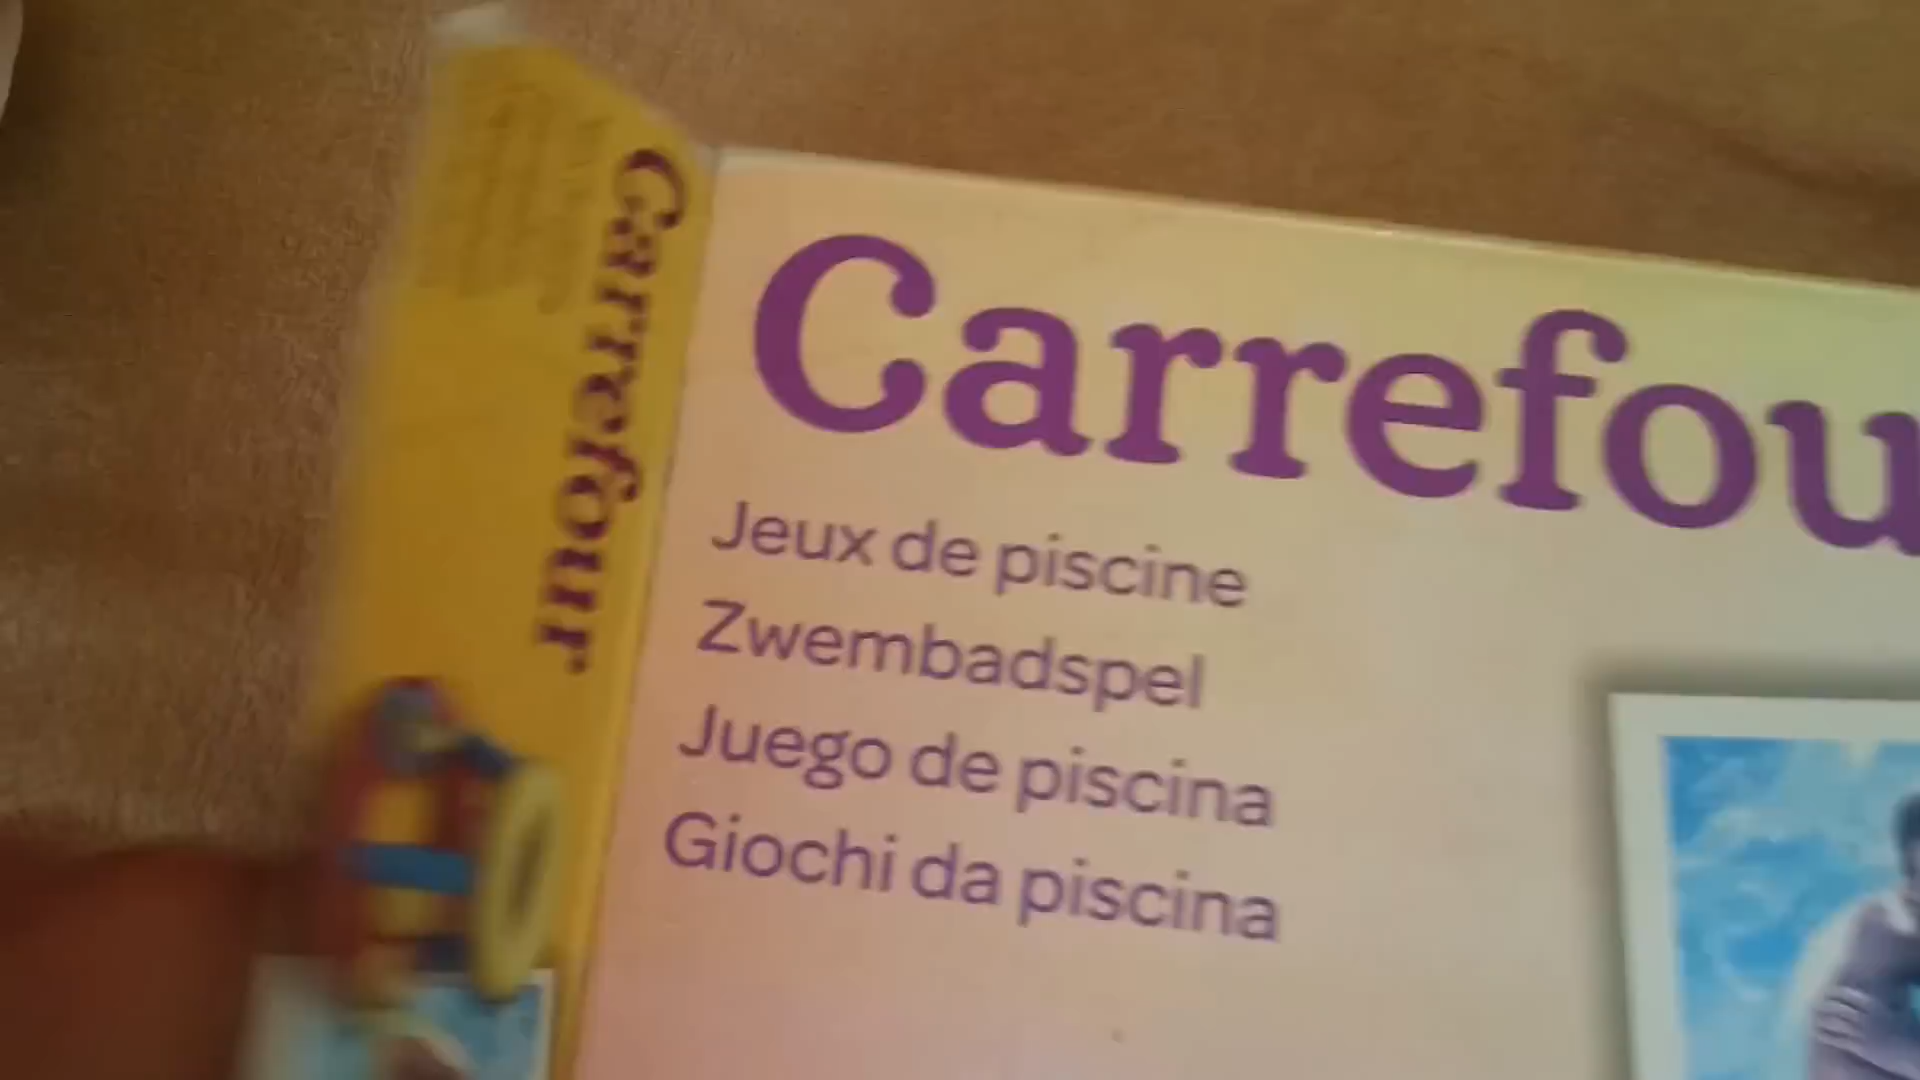 Carrefour
Carrefou
Jeux de piscine
Zwembadspel
Juego de piscina
Giochi da piscina